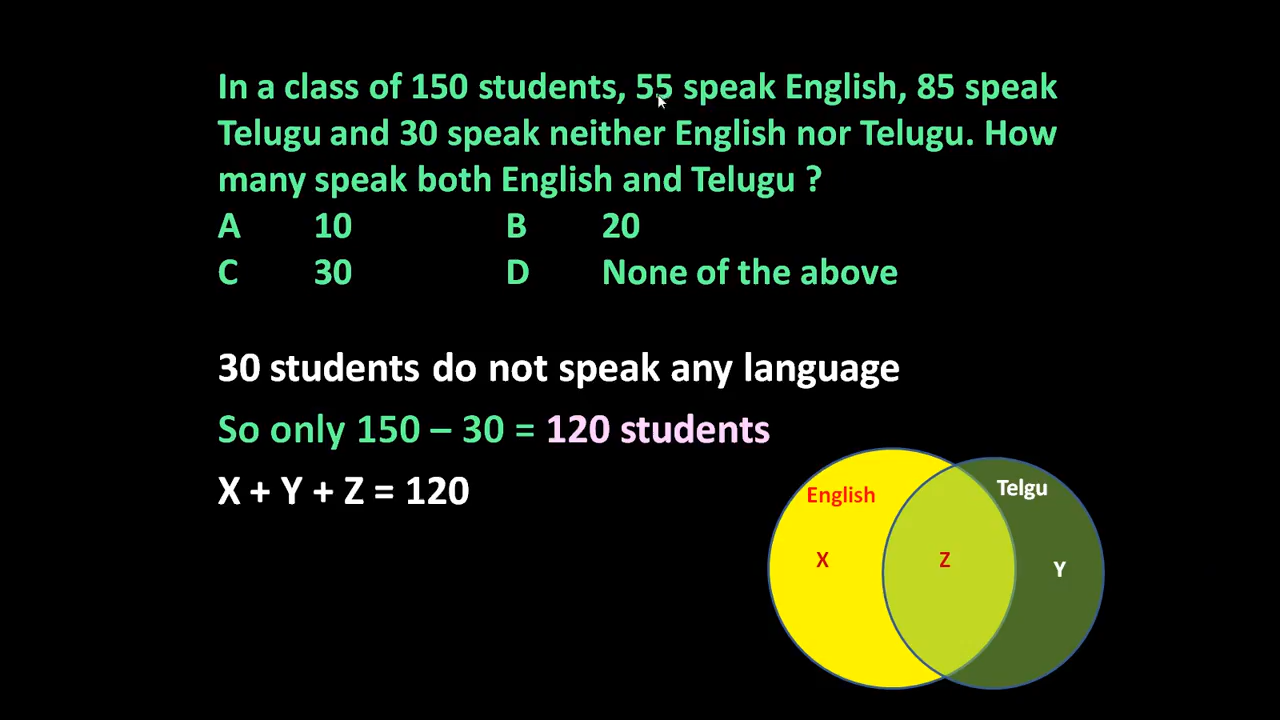 In a class of 150 students, 55 speak English, 85 speak
Telugu and 30 speak neither English nor Telugu. How
many speak both English and Telugu ?
A 10 B 20
C 30 D None of the above
30 students do not speak any language
So only 150 – 30 = 120 students
X + Y + Z = 120
English Telgu
X Z Y